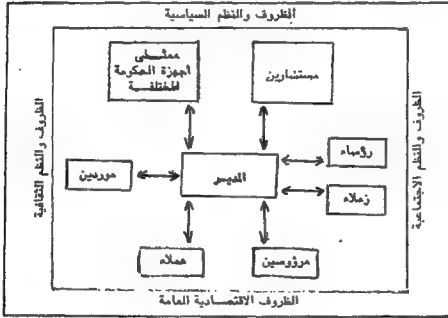 الظروف والنظم السياسية
ممثلى
أجهزة الحكومة
المختلفة
مستشارين
الظروف والنظم الاجتماعية
الظروف والنظم الثقافية
رؤساء
المدير
موردين
زملاء
عملاء
مرؤوسين
الظروف الاقتصادية العامة